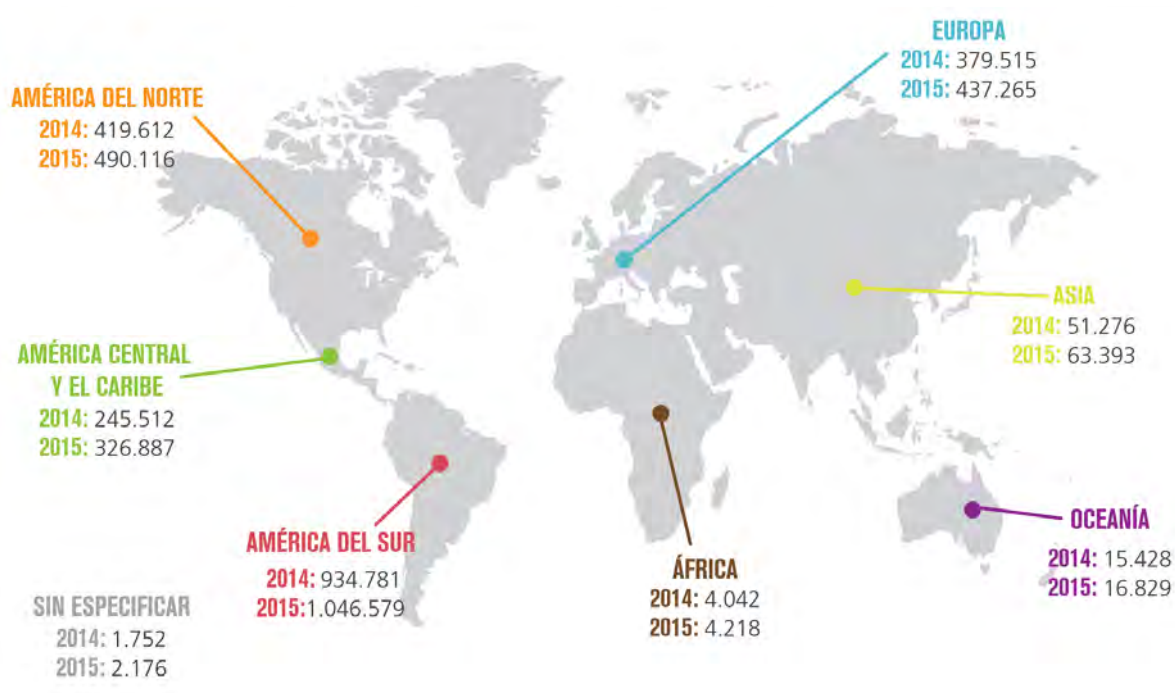 EUROPA
2014: 379.515
2015: 437.265
AMÉRICA DEL NORTE
2014: 419.612
2015: 490.116
ASIA
2014: 51.276
2015: 63.393
AMÉRICA CENTRAL
Y EL CARIBE
2014: 245.512
2015: 326.887
AMÉRICA DEL SUR
2014: 934.781
2015: 1.046.579
ÁFRICA
2014: 4.042
2015: 4.218
OCEANÍA
2014: 15.428
2015: 16.829
SIN ESPECIFICAR
2014: 1.752
2015: 2.176